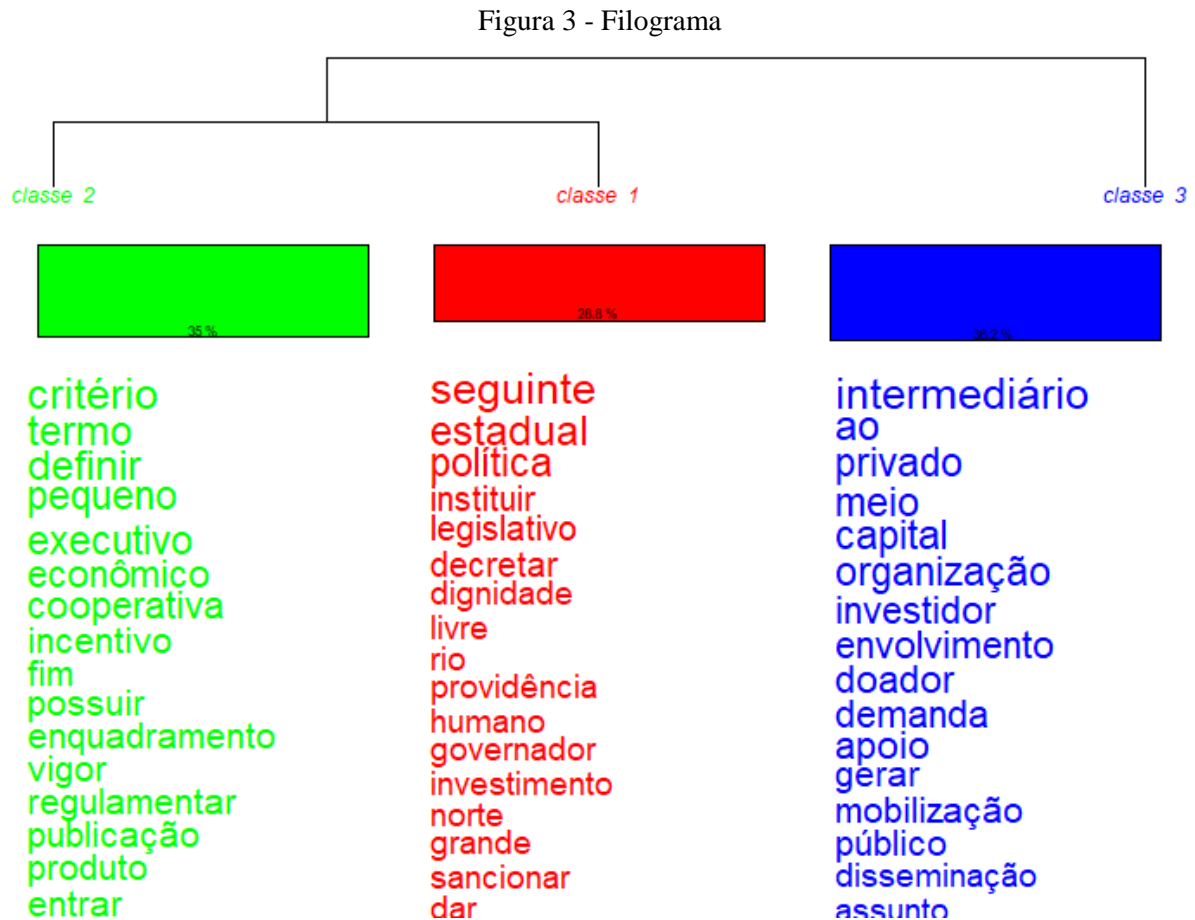 Figura 3 - Filograma
classe 2
classe 1
classe 3
35 %
28.8 %
36.2 %
critério
termo
definir
pequeno
executivo
econômico
cooperativa
incentivo
fim
possuir
enquadramento
vigor
regulamentar
publicação
produto
entrar
seguinte
estadual
política
instituir
legislativo
decretar
dignidade
livre
rio
providência
humano
governador
investimento
norte
grande
sancionar
dar
intermediário
ao
privado
meio
capital
organização
investidor
envolvimento
doador
demanda
apoio
gerar
mobilização
público
disseminação
assunto